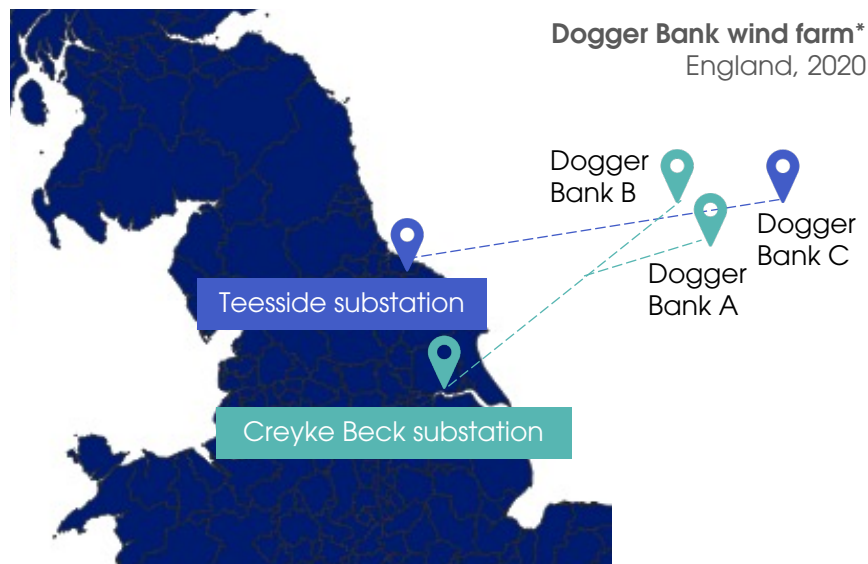 Dogger Bank wind farm*
England, 2020
Dogger
Bank B
Dogger
Bank C
Dogger
Bank A
Teesside substation
Creyke Beck substation